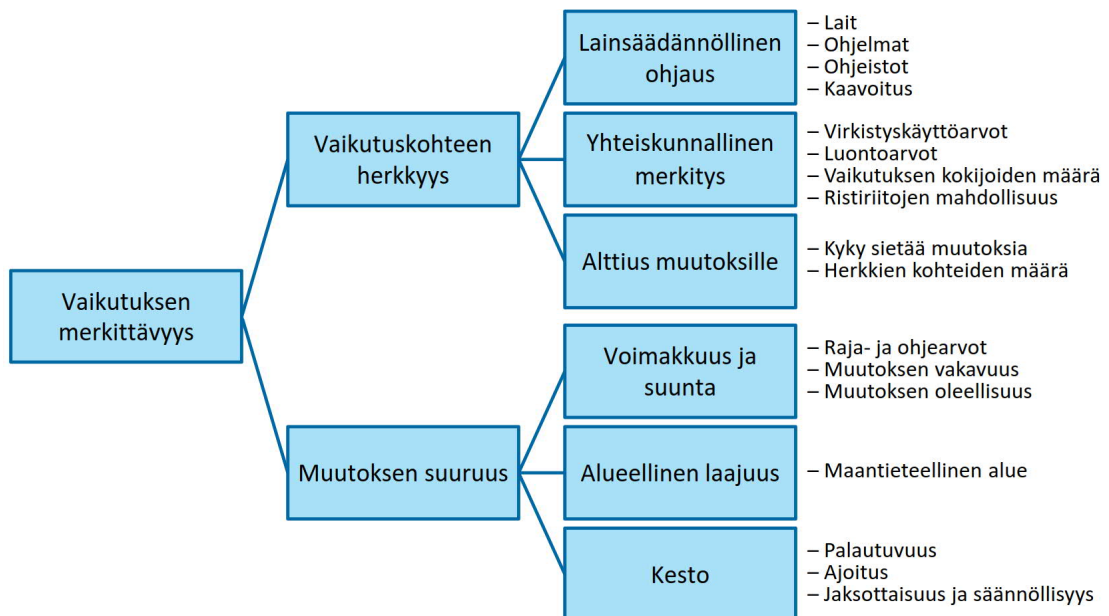 Vaikutuksen
merkittävyys
Vaikutuskohteen
herkkyys
Lainsäädännöllinen
ohjaus
– Lait
– Ohjelmat
– Ohjeistot
– Kaavoitus
Yhteiskunnallinen
merkitys
– Virkistyskäyttöarvot
– Luontoarvot
– Vaikutuksen kokijoiden määrä
– Ristiriitojen mahdollisuus
Alttius muutoksille
– Kyky sietää muutoksia
– Herkkien kohteiden määrä
Muutoksen suuruus
Voimakkuus ja
suunta
– Raja- ja ohjearvot
– Muutoksen vakavuus
– Muutoksen oleellisuus
Alueellinen laajuus
– Maantieteellinen alue
Kesto
– Palautuvuus
– Ajoitus
– Jaksottaisuus ja säännöllisyys